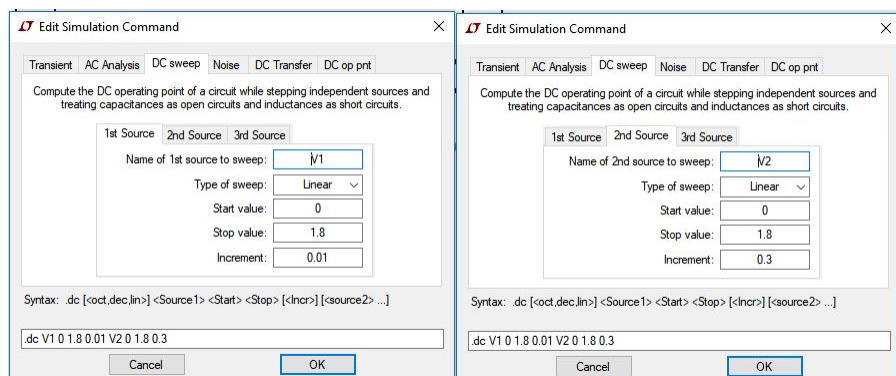 Edit Simulation Command
Transient AC Analysis DC sweep Noise DC Transfer DC op pnt
Compute the DC operating point of a circuit while stepping independent sources and
treating capacitances as open circuits and inductances as short circuits.
1st Source 2nd Source 3rd Source
Name of 1st source to sweep: V1
Type of sweep: Linear
Start value: 0
Stop value: 1.8
Increment: 0.01
Syntax: .dc [<oct,dec,lin>] <Source1> <Start> <Stop> [<Incr>] [<source2> ...]
.dc V1 0 1.8 0.01 V2 0 1.8 0.3
Cancel OK
Edit Simulation Command
Transient AC Analysis DC sweep Noise DC Transfer DC op pnt
Compute the DC operating point of a circuit while stepping independent sources and
treating capacitances as open circuits and inductances as short circuits.
1st Source 2nd Source 3rd Source
Name of 2nd source to sweep: V2
Type of sweep: Linear
Start value: 0
Stop value: 1.8
Increment: 0.3
Syntax: .dc [<oct,dec,lin>] <Source1> <Start> <Stop> [<Incr>] [<source2> ...]
.dc V1 0 1.8 0.01 V2 0 1.8 0.3
Cancel OK